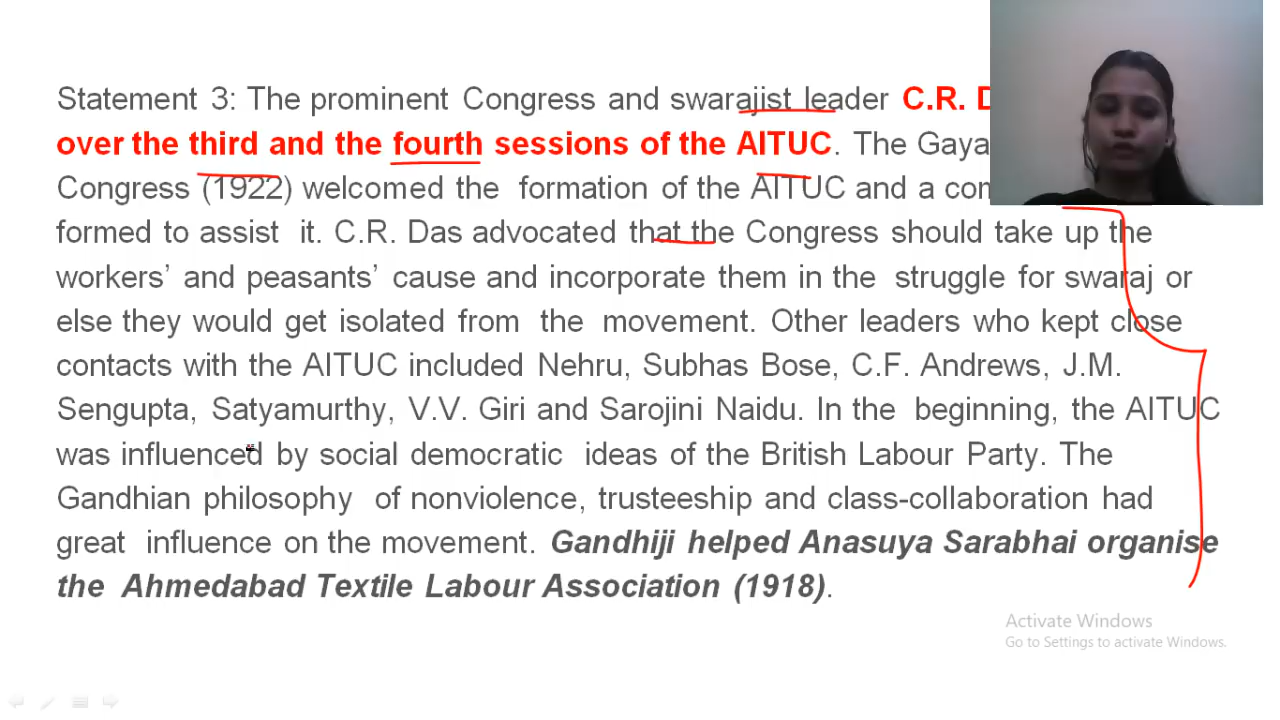 Statement 3: The prominent Congress and swarajist leader C.R.
over the third and the fourth sessions of the AITUC. The Gaya
Congress (1922) welcomed the formation of the AITUC and a
formed to assist it. C.R. Das advocated that the Congress should take up the
workers’ and peasants’ cause and incorporate them in the struggle for swaraj or
else they would get isolated from the movement. Other leaders who kept close
contacts with the AITUC included Nehru, Subhas Bose, C.F. Andrews, J.M.
Sengupta, Satyamurthy, V.V. Giri and Sarojini Naidu. In the beginning, the AITUC
was influenced by social democratic ideas of the British Labour Party. The
Gandhian philosophy of nonviolence, trusteeship and class-collaboration had
great influence on the movement. Gandhiji helped Anasuya Sarabhai organise
the Ahmedabad Textile Labour Association (1918).
Activate Windows
Go to Settings to activate Windows.